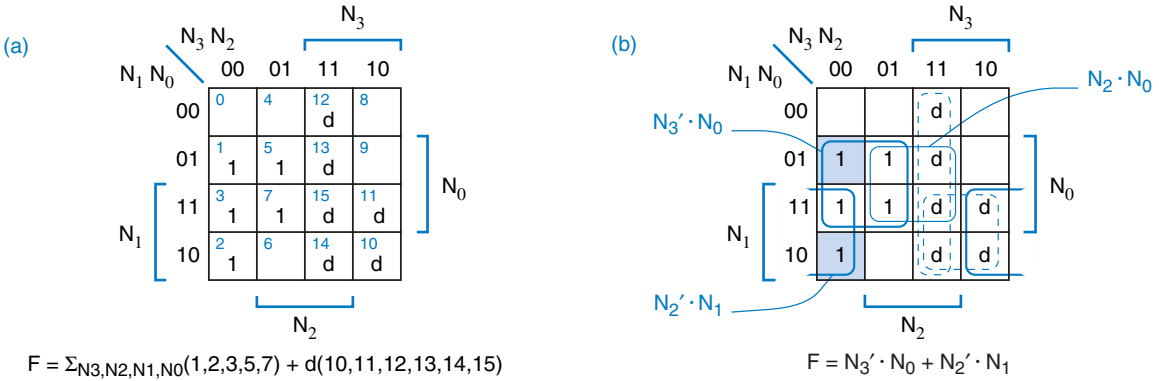 (a)
N3 N2
N3
N1 N0
00 01 11 10
00
0 4 12 8
d
01
1 5 13 9
1 1 d
N0
11
3 7 15 11
1 1 d d
N1
10
2 6 14 10
1 d d
N2
F = ΣN3,N2,N1,N0(1,2,3,5,7) + d(10,11,12,13,14,15)
(b)
N3 N2
N3
N1 N0
00 01 11 10
N2 · N0
00
d
N3′ · N0
01
1 1 d
N0
11
1 1 d d
N1
10
1 d d
N2′ · N1
N2
F = N3′ · N0 + N2′ · N1